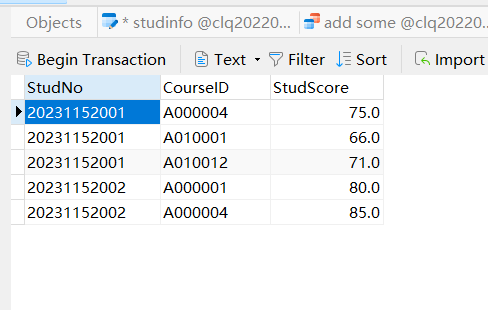 Objects * studinfo @clq20220... add some @clq20220...
Begin Transaction Text Filter Sort Import
StudNo CourseID StudScore
20231152001 A000004 75.0
20231152001 A010001 66.0
20231152001 A010012 71.0
20231152002 A000001 80.0
20231152002 A000004 85.0